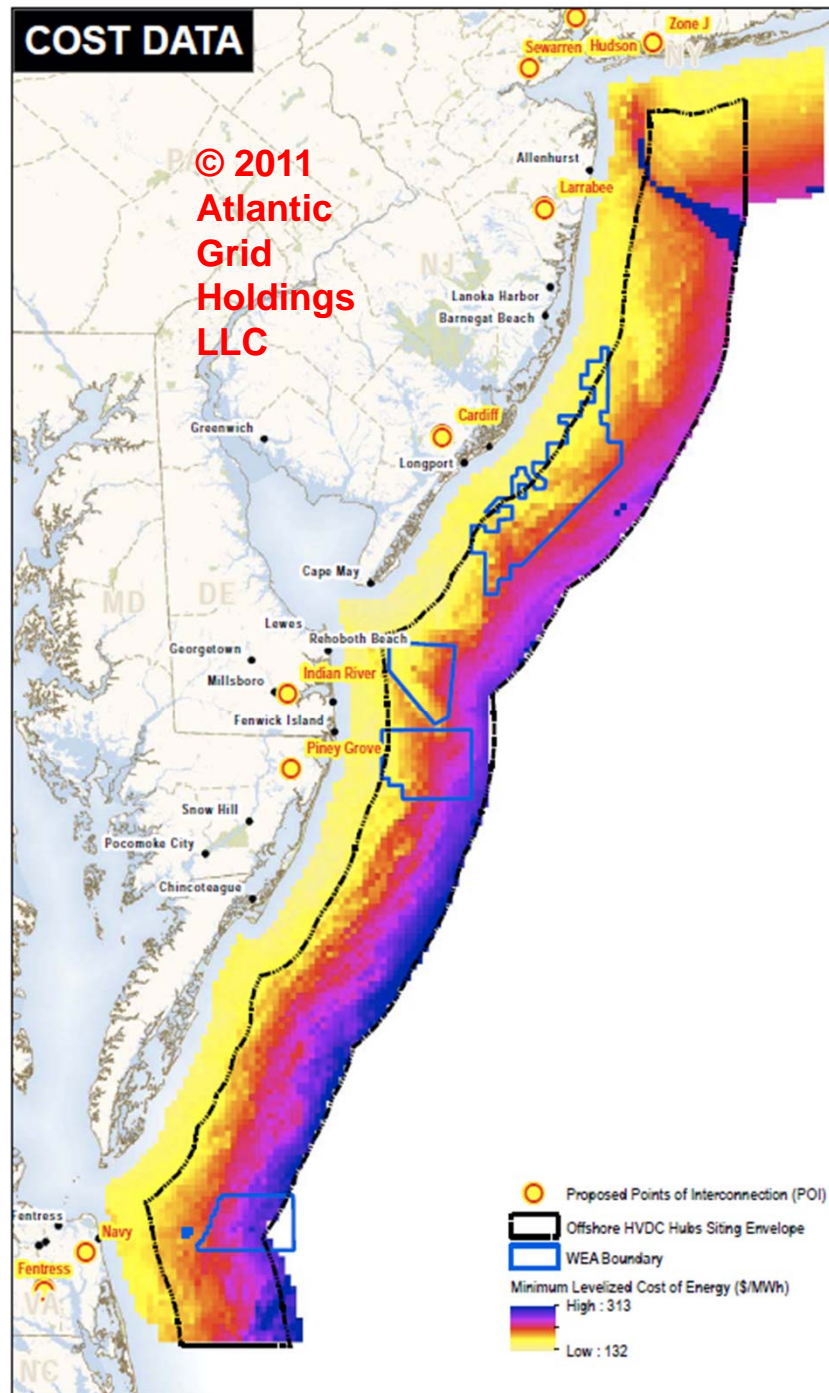 COST DATA
Zone J
Sewarren Hudson
NY
Allenhurst
PA
© 2011
Atlantic
Grid
Holdings
LLC
Larrabee
NJ
Lanoka Harbor
Barnegat Beach
Cardiff
Greenwich
Longport
Cape May
MD
DE
Lewes
Rehoboth Beach
Georgetown
Indian River
Millsboro
Fenwick Island
Piney Grove
Snow Hill
Pocomoke City
Chincoteague
Fentress
Navy
Fentress
VA
NC
Proposed Points of Interconnection (POI)
Offshore HVDC Hubs Siting Envelope
WEA Boundary
Minimum Levelized Cost of Energy ($/MWh)
High : 313
Low : 132